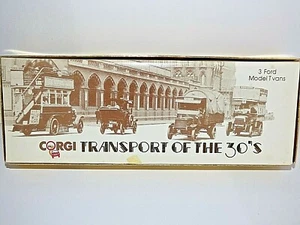 3 Ford
Model T vans
CORGI TRANSPORT OF THE 30"S